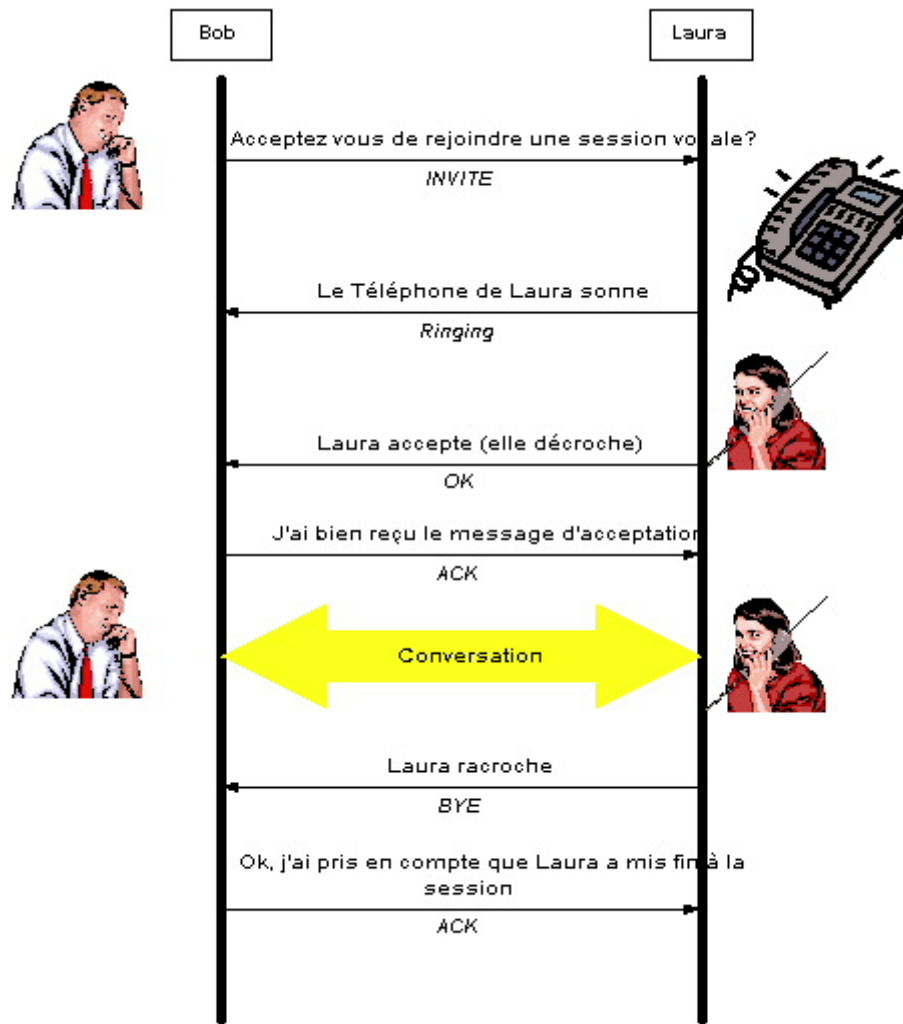 Bob
Laura
Acceptez vous de rejoindre une session vocale?
INVITE
Le Téléphone de Laura sonne
Ringing
Laura accepte (elle décroche)
OK
J'ai bien reçu le message d'acceptation
ACK
Conversation
Laura racroche
BYE
Ok, j'ai pris en compte que Laura a mis fin à la
session
ACK